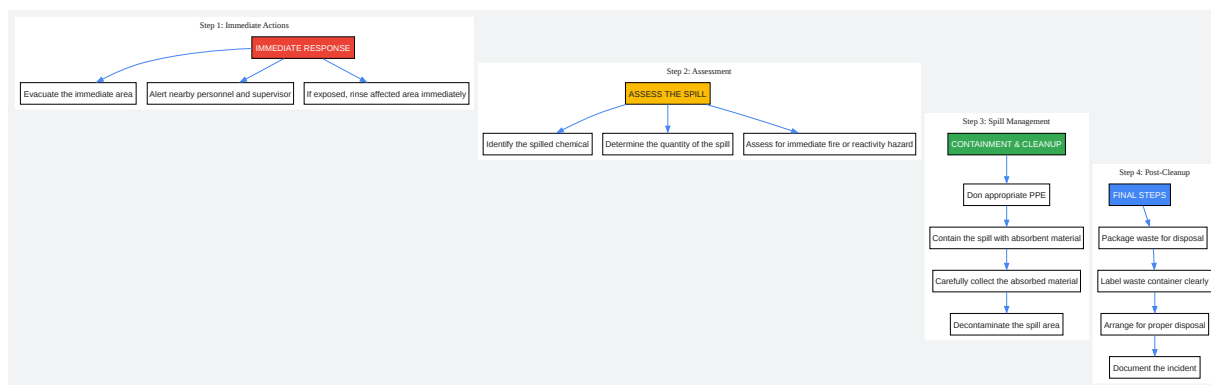 Step 1: Immediate Actions
IMMEDIATE RESPONSE
Evacuate the immediate area
Alert nearby personnel and supervisor
If exposed, rinse affected area immediately
Step 2: Assessment
ASSESS THE SPILL
Identify the spilled chemical
Determine the quantity of the spill
Assess for immediate fire or reactivity hazard
Step 3: Spill Management
CONTAINMENT & CLEANUP
Don appropriate PPE
Contain the spill with absorbent material
Carefully collect the absorbed material
Decontaminate the spill area
Step 4: Post-Cleanup
FINAL STEPS
Package waste for disposal
Label waste container clearly
Arrange for proper disposal
Document the incident